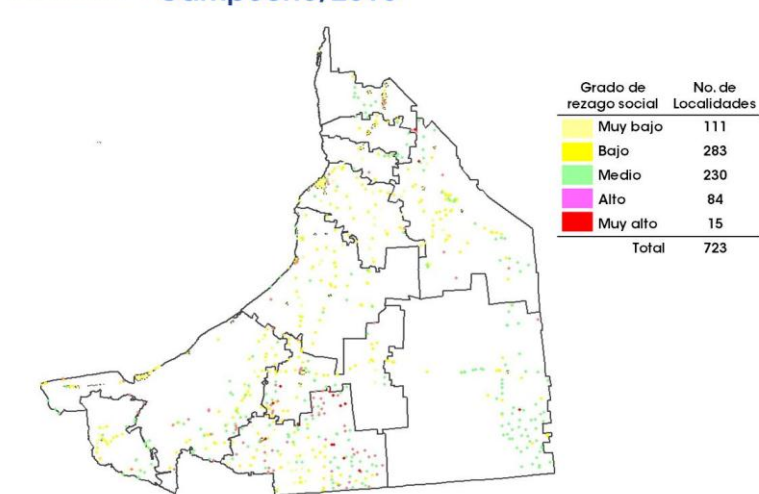 Grado de rezago social No. de Localidades
Muy bajo 111
Bajo 283
Medio 230
Alto 84
Muy alto 15
Total 723